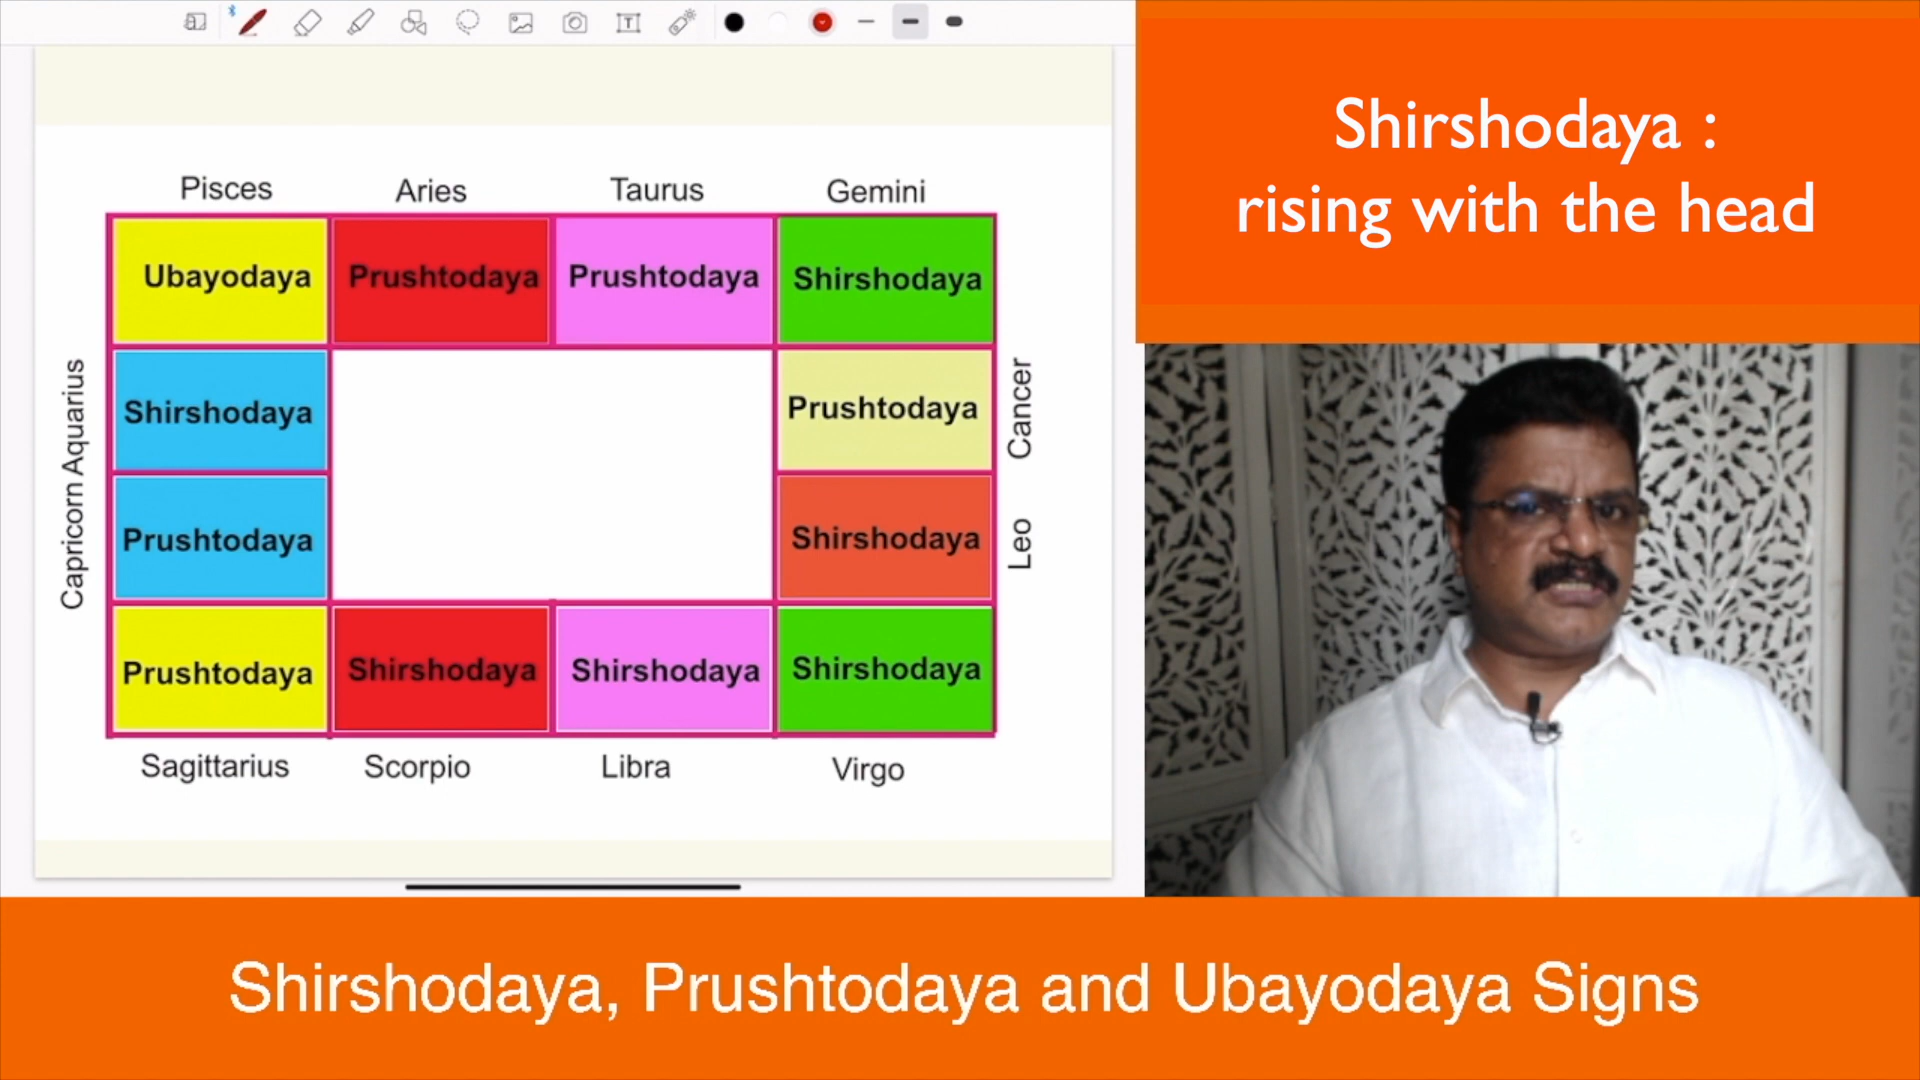 Shirshodaya :
rising with the head
Pisces Aries Taurus Gemini
Ubayodaya Prushtodaya Prushtodaya Shirshodaya
Capricorn Aquarius
Shirshodaya Prushtodaya
Cancer
Prushtodaya Shirshodaya
Leo
Prushtodaya Shirshodaya Shirshodaya Shirshodaya
Sagittarius Scorpio Libra Virgo
Shirshodaya, Prushtodaya and Ubayodaya Signs